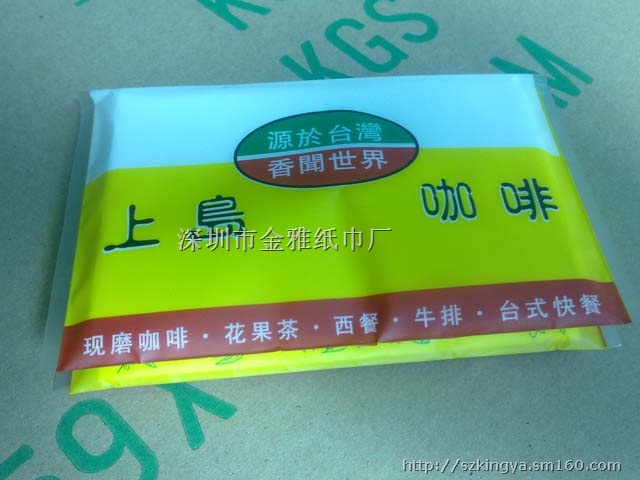 KGS
M
源於台灣
香聞世界
上島 咖啡
深圳市金雅纸巾厂
现磨咖啡·花果茶·西餐·牛排·台式快餐
http://szkingya.sm160.com/